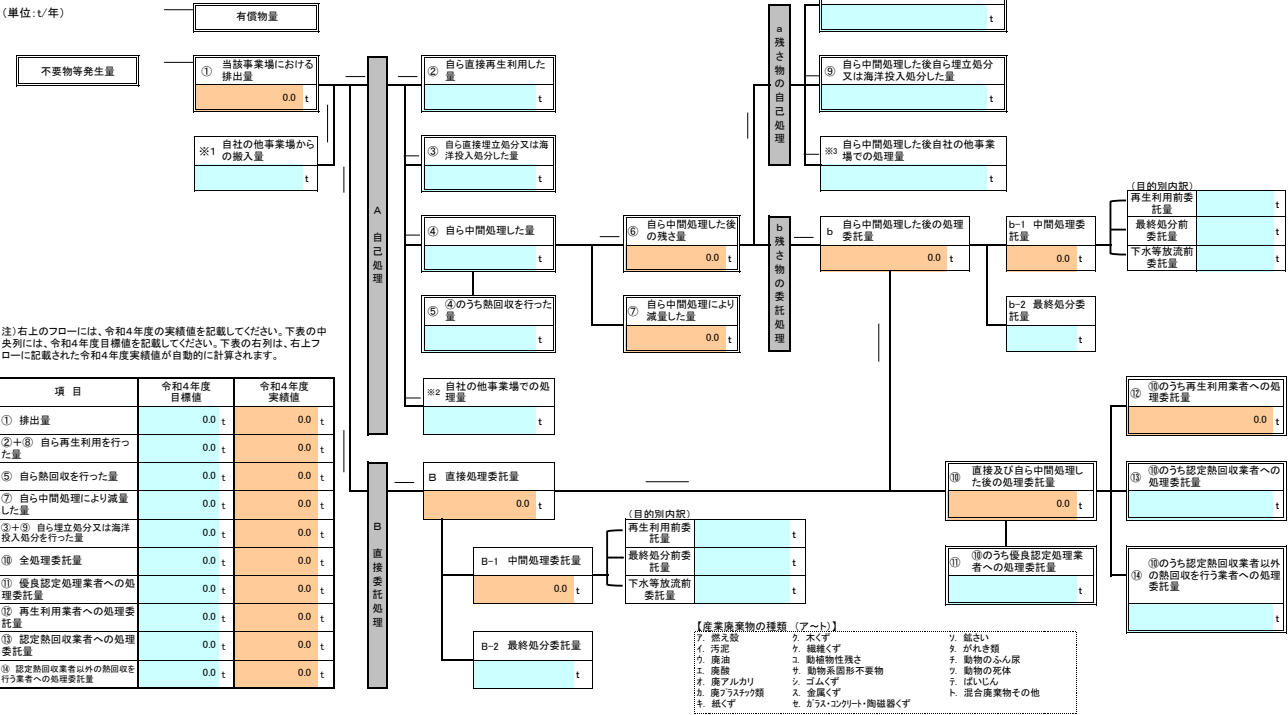 （単位:t/年）
有償物量
不要物等発生量
① 当該事業場における
排出量
0.0 t
※1 自社の他事業場から
の搬入量
t
A
自
己
処
理
② 自ら直接再生利用した
量
t
③ 自ら直接埋立処分又は海
洋投入処分した量
t
④ 自ら中間処理した量
t
⑤ ④のうち熱回収を行った
量
t
※2 自社の他事業場での処
理量
t
⑥ 自ら中間処理した後
の残さ量
0.0 t
⑦ 自ら中間処理により
減量した量
0.0 t
a
残
さ
物
の
自
己
処
理
t
⑨ 自ら中間処理した後自ら埋立処分
又は海洋投入処分した量
t
※3 自ら中間処理した後自社の他事業
場での処理量
t
b
残
さ
物
の
委
託
処
理
b 自ら中間処理した後の処理
委託量
0.0 t
b-1 中間処理委
託量
0.0 t
b-2 最終処分委
託量
t
（目的別内訳）
再生利用前委
託量
t
最終処分前
委託量
t
下水等放流前
委託量
t
注）右上のフローには、令和4年度の実績値を記載してください。下表の中
央列には、令和4年度目標値を記載してください。下表の右列は、右上フ
ローに記載された令和4年度実績値が自動的に計算されます。
項 目 令和4年度
目標値 令和4年度
実績値
① 排出量 0.0 t 0.0 t
②+⑧ 自ら再生利用を行っ
た量 0.0 t 0.0 t
⑤ 自ら熱回収を行った量 0.0 t 0.0 t
⑦ 自ら中間処理により減量
した量 0.0 t 0.0 t
③+⑨ 自ら埋立処分又は海洋
投入処分を行った量 0.0 t 0.0 t
⑩ 全処理委託量 0.0 t 0.0 t
⑪ 優良認定処理業者への処
理委託量 0.0 t 0.0 t
⑫ 再生利用業者への処理委
託量 0.0 t 0.0 t
⑬ 認定熱回収業者への処理
委託量 0.0 t 0.0 t
⑭ 認定熱回収業者以外の熱回収を
行う業者への処理委託量 0.0 t 0.0 t
B
直
接
委
託
処
理
B 直接処理委託量
0.0 t
B-1 中間処理委託量
0.0 t
B-2 最終処分委託量
t
（目的別内訳）
再生利用前委
託量
t
最終処分前委
託量
t
下水等放流前
委託量
t
⑩ 直接及び自ら中間処理し
た後の処理委託量
0.0 t
⑪ ⑩のうち優良認定処理業
者への処理委託量
t
⑫ ⑩のうち再生利用業者への処
理委託量
0.0 t
⑬ ⑩のうち認定熱回収業者への
処理委託量
t
⑭ ⑩のうち認定熱回収業者以外
の熱回収を行う業者への処理
委託量
t
【産業廃棄物の種類 （ア～ト）】
ア. 燃え殻 ク. 木くず ソ. 鉱さい
イ. 汚泥 ケ. 繊維くず タ. がれき類
ウ. 廃油 コ. 動植物性残さ チ. 動物のふん尿
エ. 廃酸 サ. 動物系固形不要物 ツ. 動物の死体
オ. 廃アルカリ シ. ゴムくず テ. ばいじん
カ. 廃プラスチック類 ス. 金属くず ト. 混合廃棄物その他
キ. 紙くず セ. ガラス・コンクリート・陶磁器くず